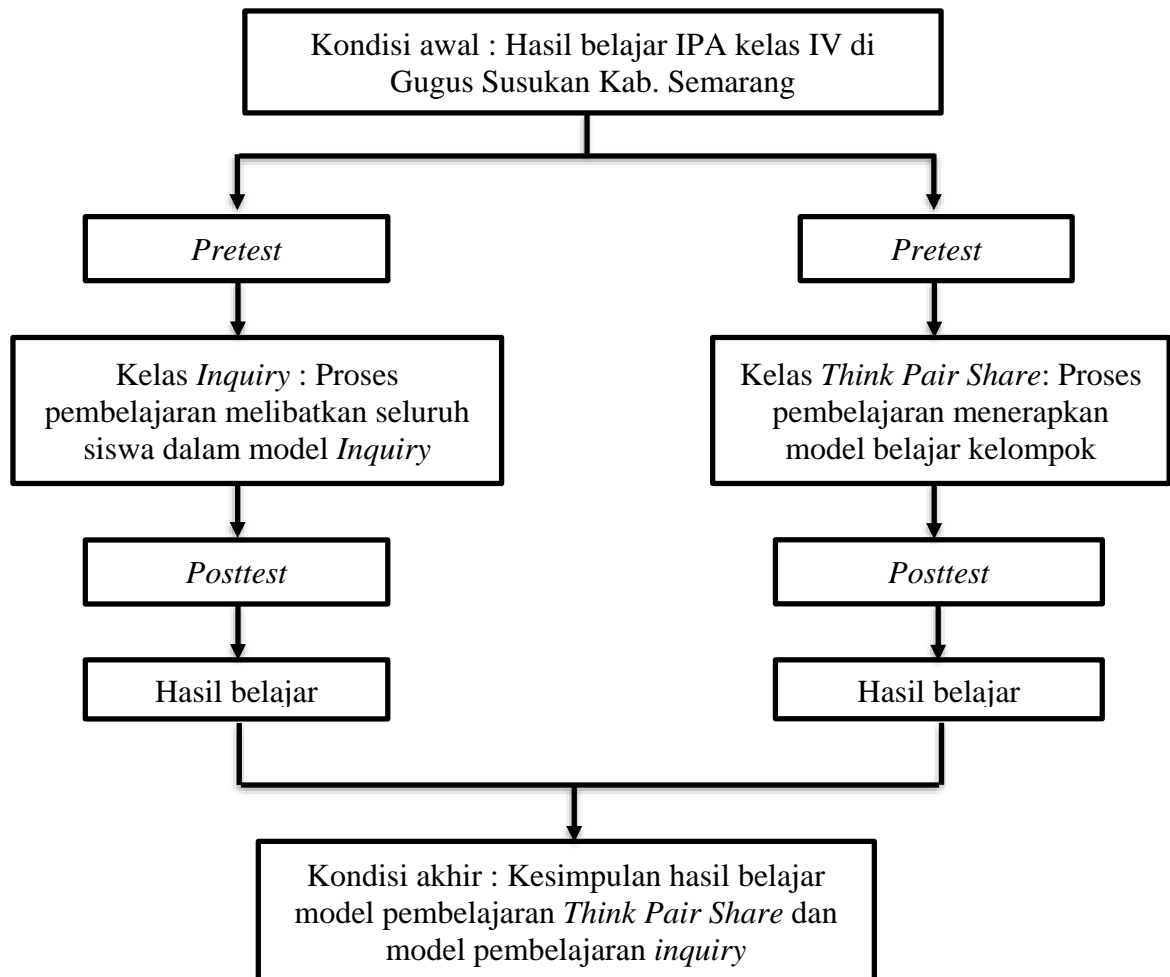 Kondisi awal : Hasil belajar IPA kelas IV di
Gugus Susukan Kab. Semarang
Pretest
Pretest
Kelas Inquiry : Proses
pembelajaran melibatkan seluruh
siswa dalam model Inquiry
Kelas Think Pair Share: Proses
pembelajaran menerapkan
model belajar kelompok
Posttest
Posttest
Hasil belajar
Hasil belajar
Kondisi akhir : Kesimpulan hasil belajar
model pembelajaran Think Pair Share dan
model pembelajaran inquiry